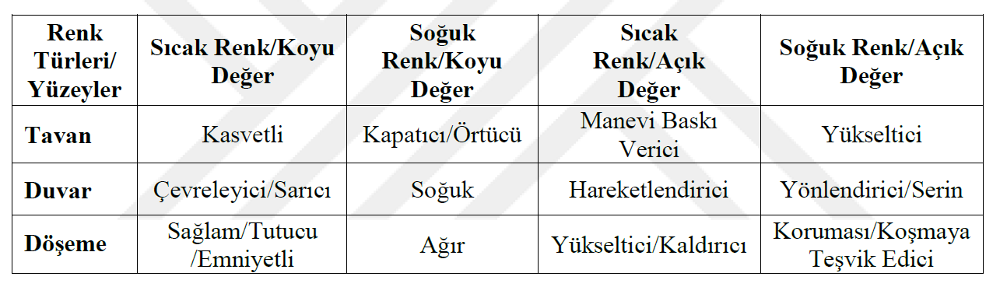 Renk Türleri/ Yüzeyler
Sıcak Renk/Koyu Değer
Soğuk Renk/Koyu Değer
Sıcak Renk/Açık Değer
Soğuk Renk/Açık Değer
Tavan
Kasvetli
Kapatıcı/Örtücü
Manevi Baskı Verici
Yükseltici
Duvar
Çevreleyici/Sarıcı
Soğuk
Hareketlendirici
Yönlendirici/Serin
Döşeme
Sağlam/Tutucu /Emniyetli
Ağır
Yükseltici/Kaldırıcı
Koruması/Koşmaya Teşvik Edici